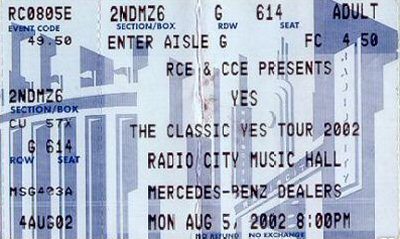 RC0805E 2NDMZ6 G 614 ADULT
EVENT CODE SECTION/BOX ROW SEAT
49.50 ENTER AISLE G FC 4.50
RCE & CCE PRESENTS
2NDMZ6 YES
SECTION/BOX
CU 57X THE CLASSIC YES TOUR 2002
ROW SEAT
G 614 RADIO CITY MUSIC HALL
MSG403A MERCEDES-BENZ DEALERS
4AUG02 MON AUG 5, 2002 8:00PM
NO REFUND NO EXCHANGE